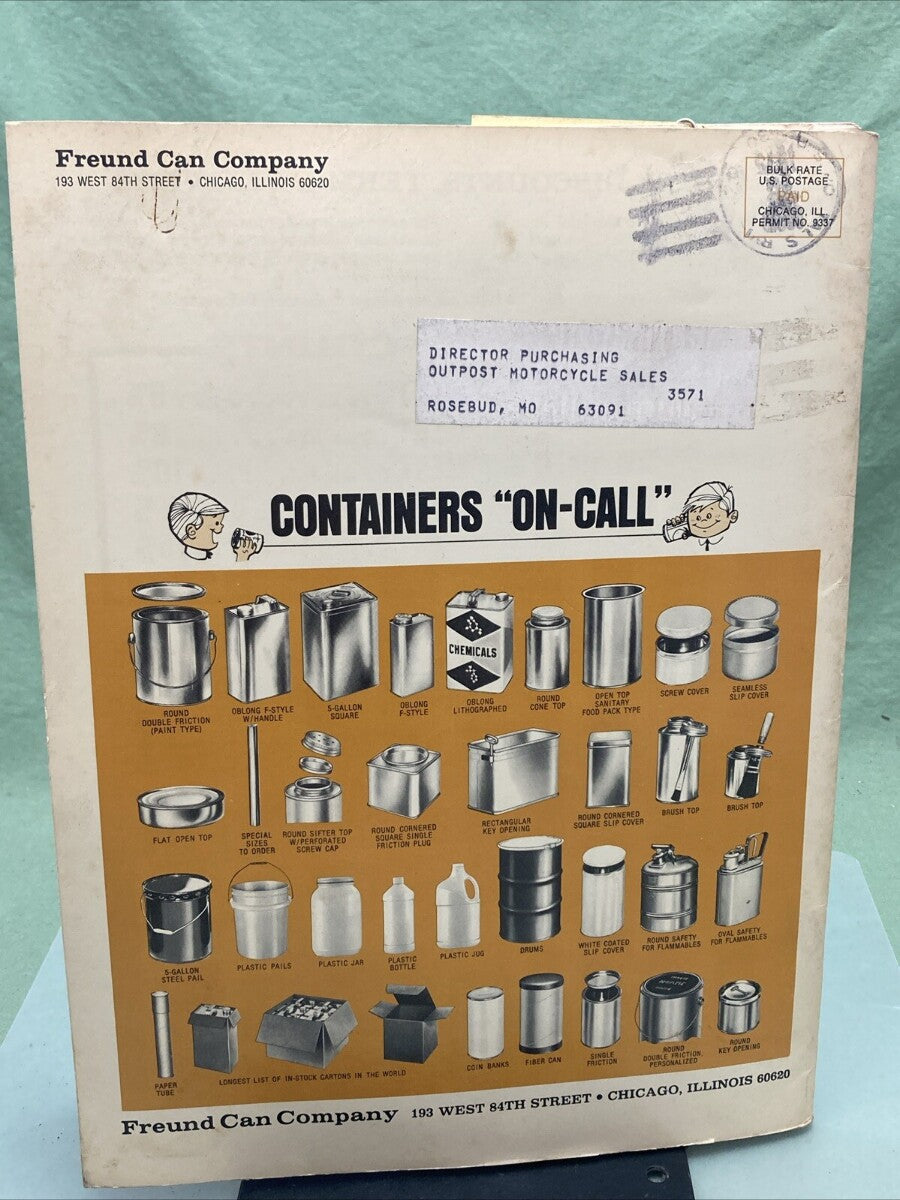 Freund Can Company
193 WEST 84TH STREET • CHICAGO, ILLINOIS 60620
BULK RATE
U.S. POSTAGE
PAID
CHICAGO, ILL.
PERMIT NO. 9337
DIRECTOR PURCHASING
OUTPOST MOTORCYCLE SALES
3571
ROSEBUD, MO 63091
CONTAINERS "ON-CALL"
CHEMICALS
ROUND
DOUBLE FRICTION
(PAINT TYPE)
OBLONG F-STYLE
W/HANDLE
5-GALLON
SQUARE
OBLONG
F-STYLE
OBLONG
LITHOGRAPHED
ROUND
CONE TOP
OPEN TOP
SANITARY
FOOD PACK TYPE
SCREW COVER
SEAMLESS
SLIP COVER
FLAT OPEN TOP
SPECIAL
SIZES
TO ORDER
ROUND SIFTER TOP
W/PERFORATED
SCREW CAP
ROUND CORNERED
SQUARE SINGLE
FRICTION PLUG
RECTANGULAR
KEY OPENING
ROUND CORNERED
SQUARE SLIP COVER
BRUSH TOP
BRUSH TOP
5-GALLON
STEEL PAIL
PLASTIC PAILS
PLASTIC JAR
PLASTIC
BOTTLE
PLASTIC JUG
DRUMS
WHITE COATED
SLIP COVER
ROUND SAFETY
FOR FLAMMABLES
OVAL SAFETY
FOR FLAMMABLES
PAPER
TUBE
LONGEST LIST OF IN-STOCK CARTONS IN THE WORLD
COIN BANKS
FIBER CAN
SINGLE
FRICTION
ROUND
DOUBLE FRICTION
PERSONALIZED
ROUND
KEY OPENING
Freund Can Company 193 WEST 84TH STREET • CHICAGO, ILLINOIS 60620